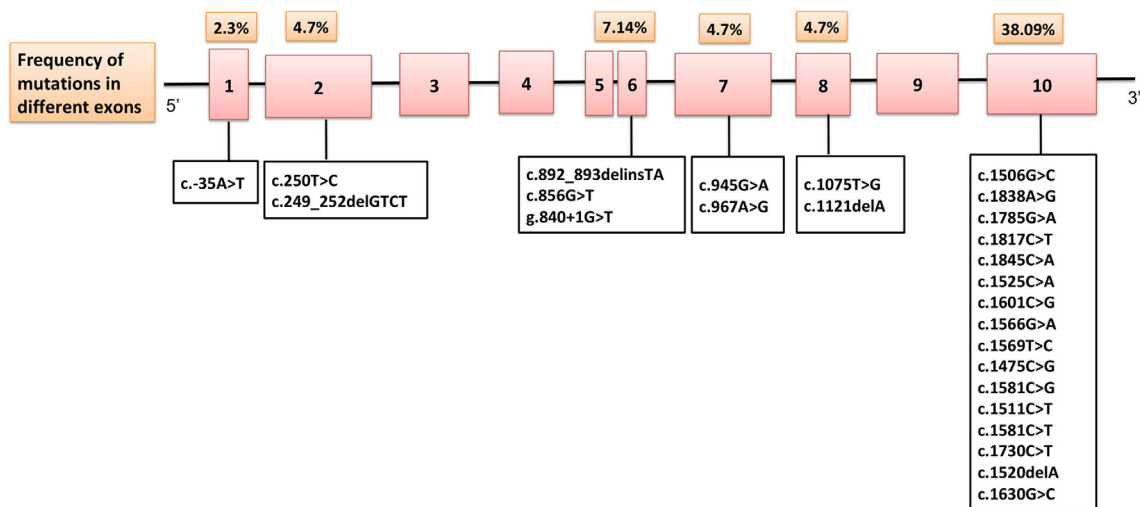 2.3%
4.7%
7.14%
4.7%
4.7%
38.09%
Frequency of
mutations in
different exons
5’
1
2
3
4
5
6
7
8
9
10
3’
c.-35A>T
c.250T>C
c.249_252delGTCT
c.892_893delinsTA
c.856G>T
g.840+1G>T
c.945G>A
c.967A>G
c.1075T>G
c.1121delA
c.1506G>C
c.1838A>G
c.1785G>A
c.1817C>T
c.1845C>A
c.1525C>A
c.1601C>G
c.1566G>A
c.1569T>C
c.1475C>G
c.1581C>G
c.1511C>T
c.1581C>T
c.1730C>T
c.1520delA
c.1630G>C